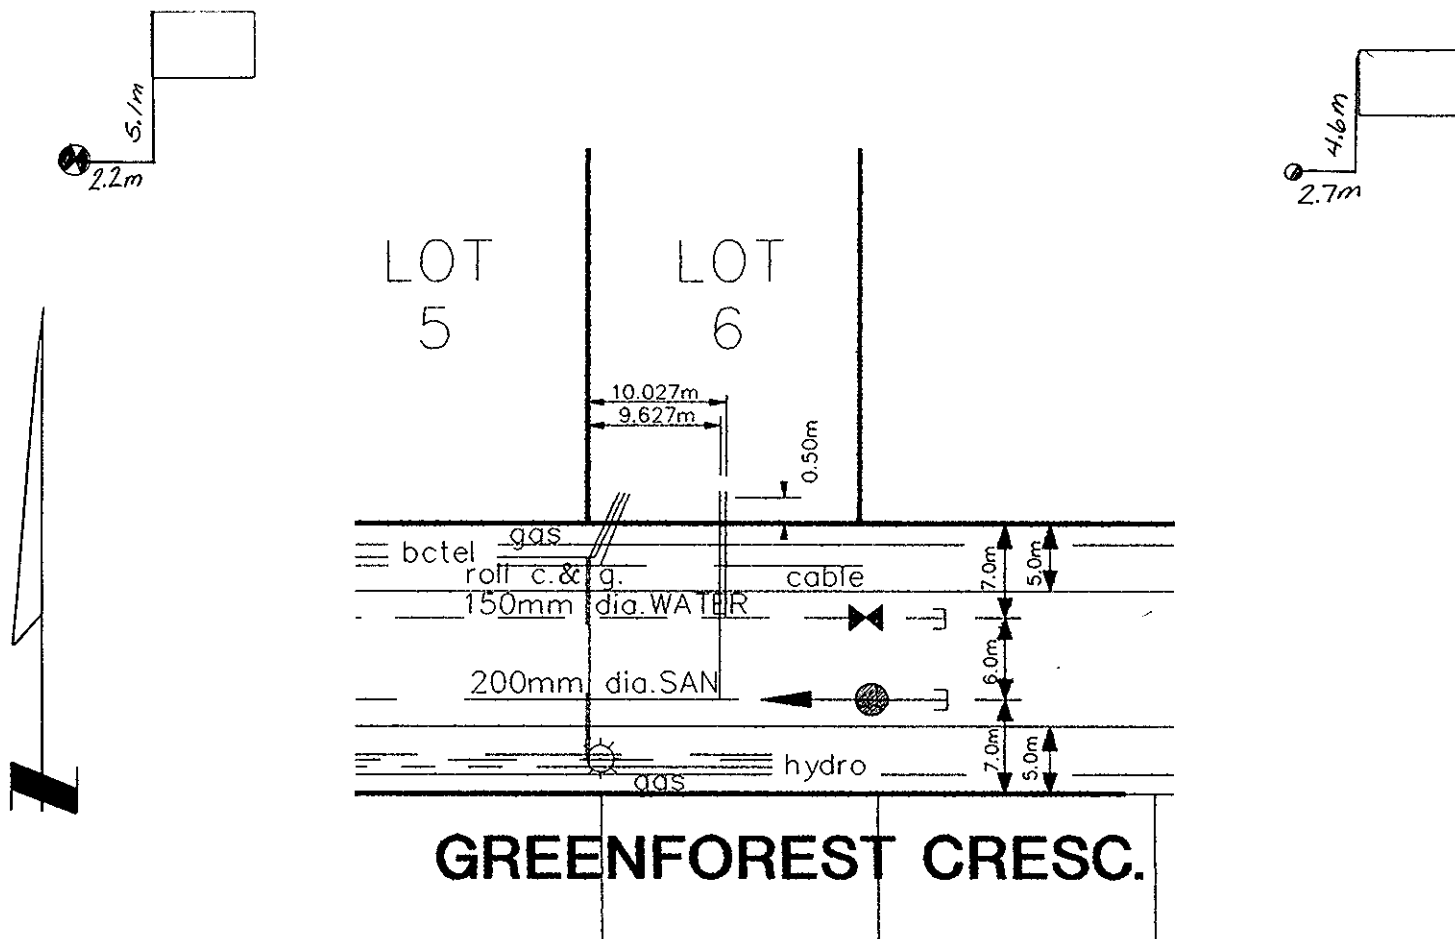 5.1m
2.2m
4.6m
2.7m
LOT
5
LOT
6
10.027m
9.627m
0.50m
gas
bctel
roll c.& g.
cable
150mm dia.WATER
200mm dia.SAN
hydro
gas
7.0m
5.0m
6.0m
7.0m
5.0m
GREENFOREST CRESC.